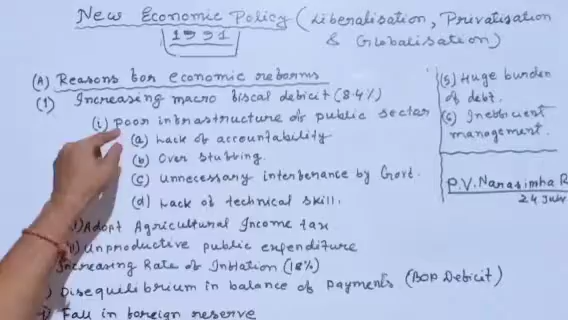 New Economic Policy (Liberalisation, Privatisation
1991
& Globalisation)
(A) Reasons for economic reforms
(1) Increasing macro fiscal deficit (8.4%)
(i) Poor infrastructure of public sector
(a) Lack of accountability
(b) Over stubbing.
(c) unnecessary interference by Govt.
(d) Lack of technical skill.
i) Adopt Agricultural Income tax
ii) Unproductive public expenditure
Increasing Rate of Inflation (18%)
) Disequilibrium in balance of payments (BOP Deficit)
) Fall in foreign reserve
(5) Huge burden
of debt.
(6) Inefficient
management.
P.V. Narasimha R
24 July